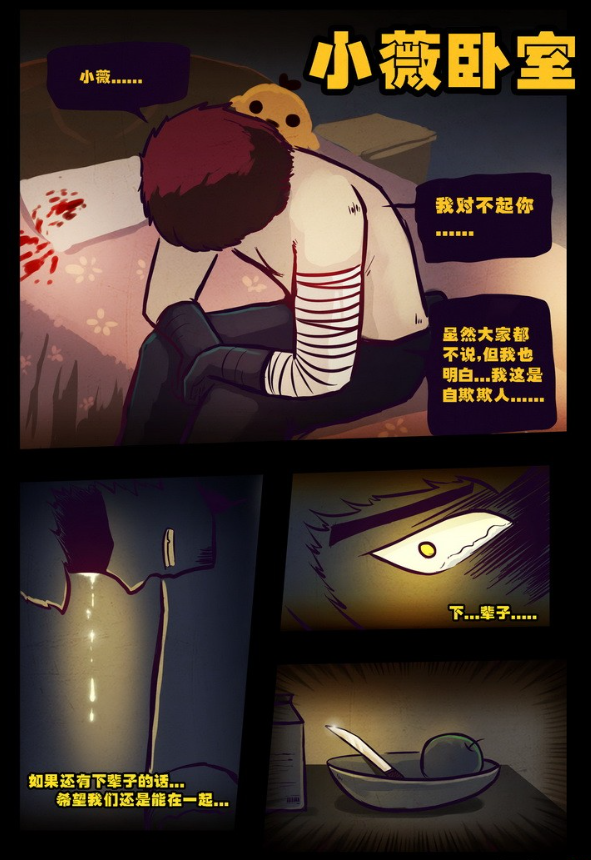 小薇卧室
小薇……
我对不起你
……
虽然大家都
不说,但我也
明白...我这是
自欺欺人……
如果还有下辈子的话...
希望我们还是能在一起...
下...辈子.....